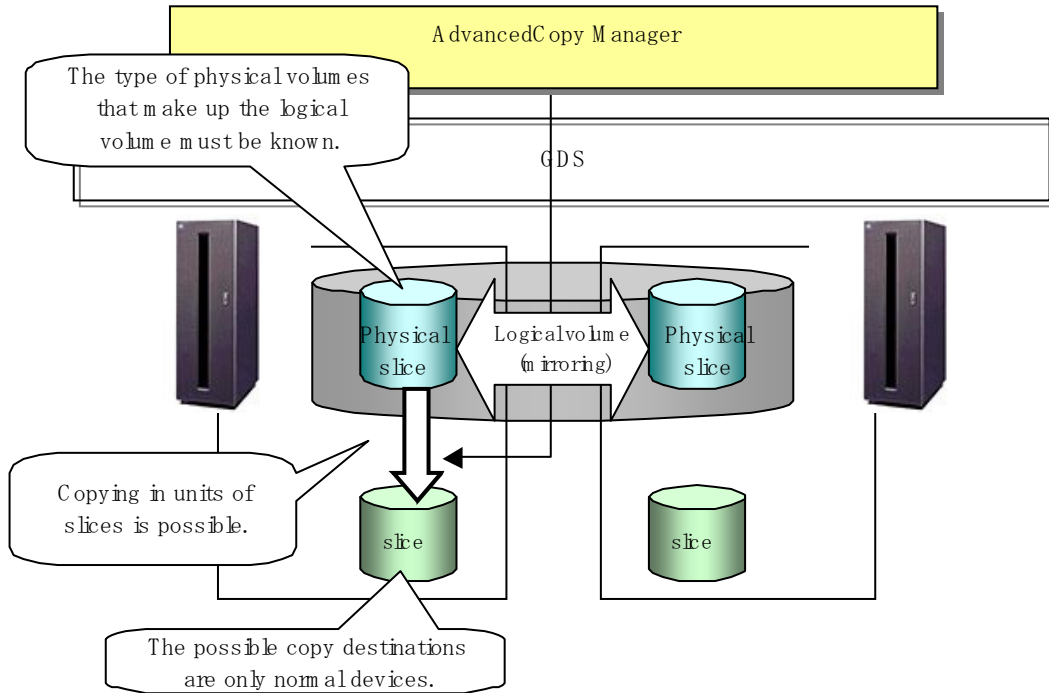 AdvancedCopy Manager
The type of physical volumes
that make up the logical
volume must be known.
GDS
Physical
slice
Logical volume
(mirroring)
Physical
slice
Copying in units of
slices is possible.
slice
slice
The possible copy destinations
are only normal devices.